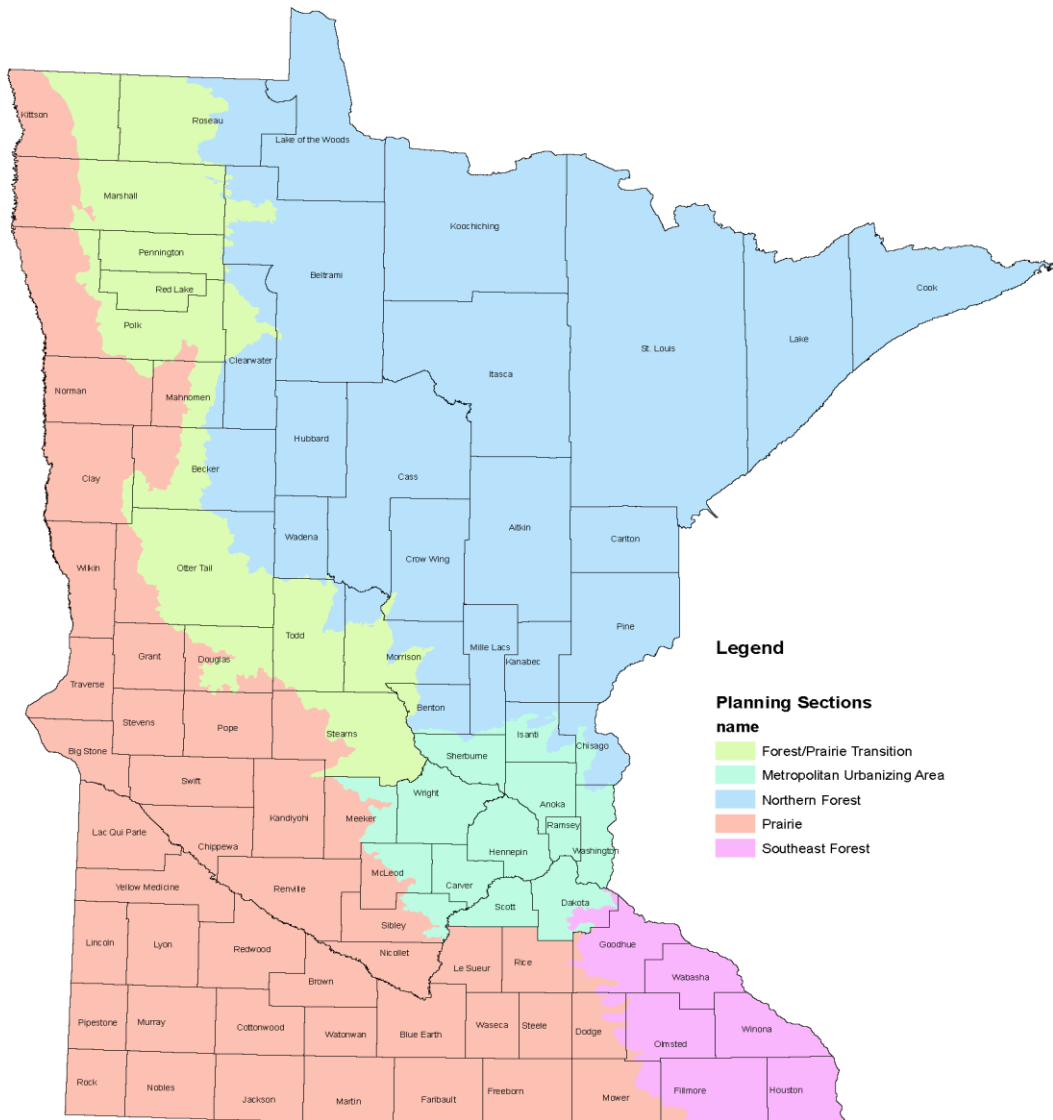 Kittson
Roseau
Lake of the Woods
Marshall
Koochiching
Pennington
Beltrami
Red Lake
Cook
Polk
Lake
St. Louis
Clearwater
Itasca
Norman
Mahnomen
Hubbard
Becker
Cass
Clay
Aitkin
Wadena
Carlton
Crow Wing
Otter Tail
Wilkin
Pine
Todd
Mille Lacs
Grant
Douglas
Morrison
Kanabec
Traverse
Benton
Stevens
Pope
Stearns
Isanti
Chisago
Big Stone
Sherburne
Swift
Wright
Anoka
Kandiyohi
Meeker
Ramsey
Lac Qui Parle
Chippewa
Hennepin
Washington
McLeod
Yellow Medicine
Renville
Carver
Scott
Dakota
Sibley
Lincoln
Lyon
Redwood
Nicollet
Goodhue
Le Sueur
Rice
Wabasha
Brown
Pipestone
Murray
Cottonwood
Watonwan
Blue Earth
Waseca
Steele
Dodge
Winona
Olmsted
Rock
Nobles
Jackson
Martin
Faribault
Freeborn
Mower
Fillmore
Houston
Legend
Planning Sections
name
Forest/Prairie Transition
Metropolitan Urbanizing Area
Northern Forest
Prairie
Southeast Forest